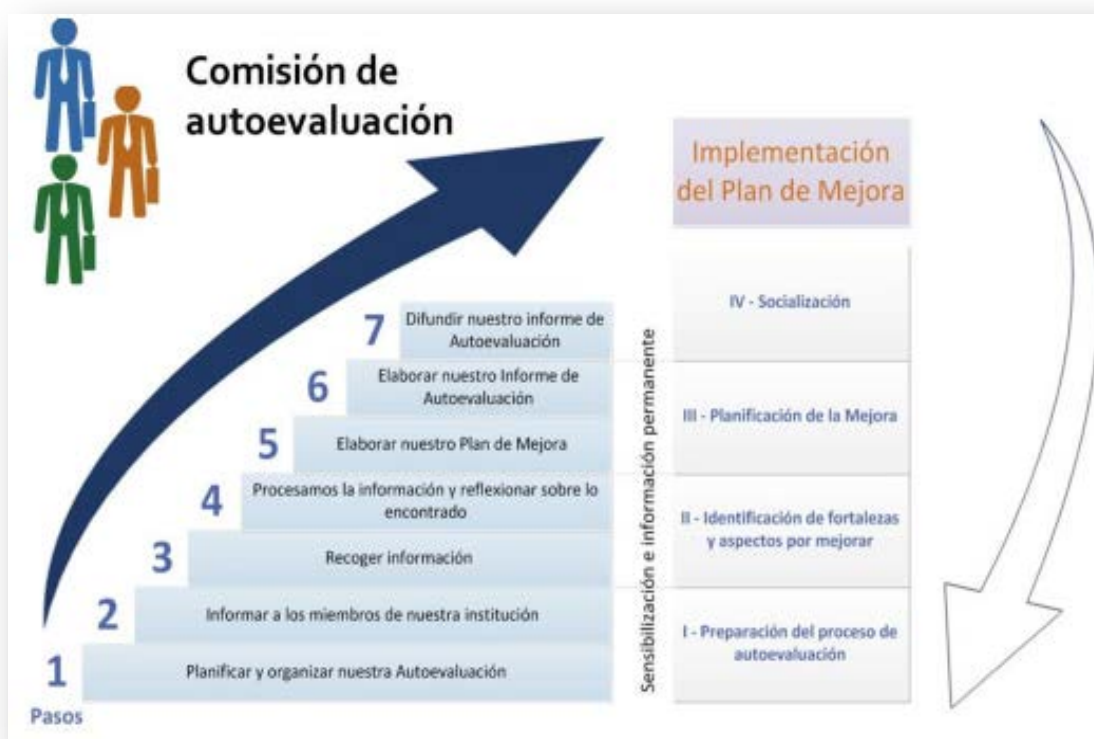 Comisión de
autoevaluación
Implementación
del Plan de Mejora
7
Difundir nuestro informe de
Autoevaluación
6
Elaborar nuestro Informe de
Autoevaluación
5
Elaborar nuestro Plan de Mejora
4
Procesamos la información y reflexionar sobre lo
encontrado
3
Recoger información
2
Informar a los miembros de nuestra institución
1
Planificar y organizar nuestra Autoevaluación
Pasos
Sensibilización e información permanente
IV - Socialización
III - Planificación de la Mejora
II - Identificación de fortalezas
y aspectos por mejorar
I - Preparación del proceso de
autoevaluación